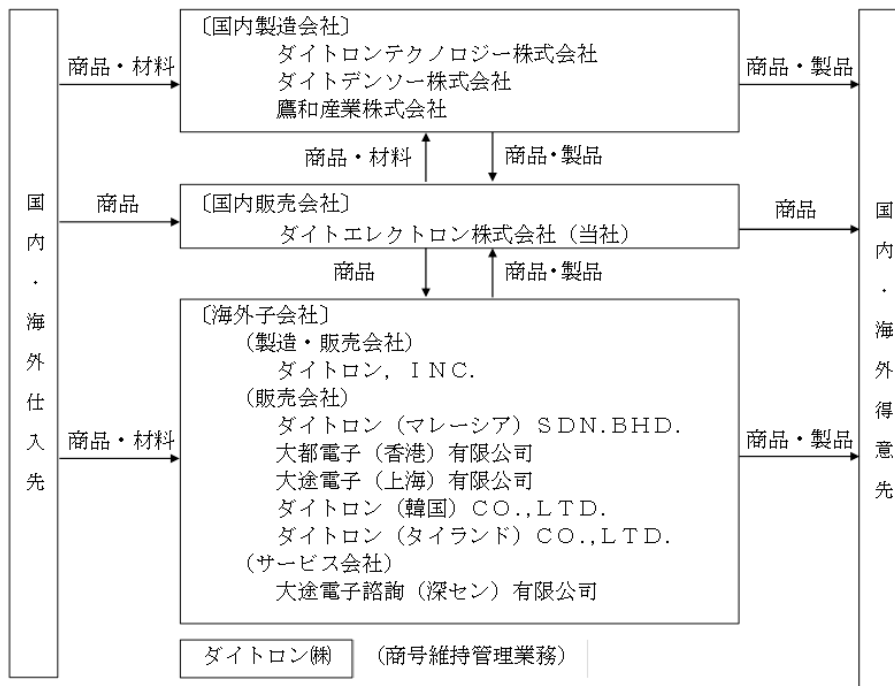 国内・海外仕入先
商品・材料
〔国内製造会社〕
ダイトロンテクノロジー株式会社
ダイトデンソー株式会社
鷹和産業株式会社
商品・製品
商品・材料
商品・製品
商品
〔国内販売会社〕
ダイトエレクトロン株式会社（当社）
商品
商品
商品・製品
商品・材料
〔海外子会社〕
（製造・販売会社）
ダイトロン，ＩＮＣ.
（販売会社）
ダイトロン（マレーシア）ＳＤＮ.ＢＨＤ.
大都電子（香港）有限公司
大途電子（上海）有限公司
ダイトロン（韓国）ＣＯ.,ＬＴＤ.
ダイトロン（タイランド）ＣＯ.,ＬＴＤ.
（サービス会社）
大途電子諮詢（深セン）有限公司
商品・製品
国内・海外得意先
ダイトロン㈱ （商号維持管理業務）